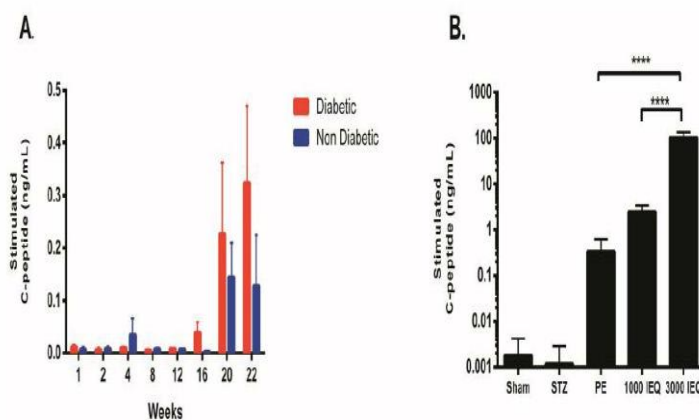 A.
Stimulated
C-peptide (ng/mL)
0.5
0.4
0.3
0.2
0.1
0.0
1 2 4 8 12 16 20 22
Weeks
Diabetic
Non Diabetic
B.
Stimulated
C-peptide (ng/mL)
1000
100
10
1
0.1
0.01
0.001
****
****
Sham STZ PE 1000 IEQ 3000 IEQ